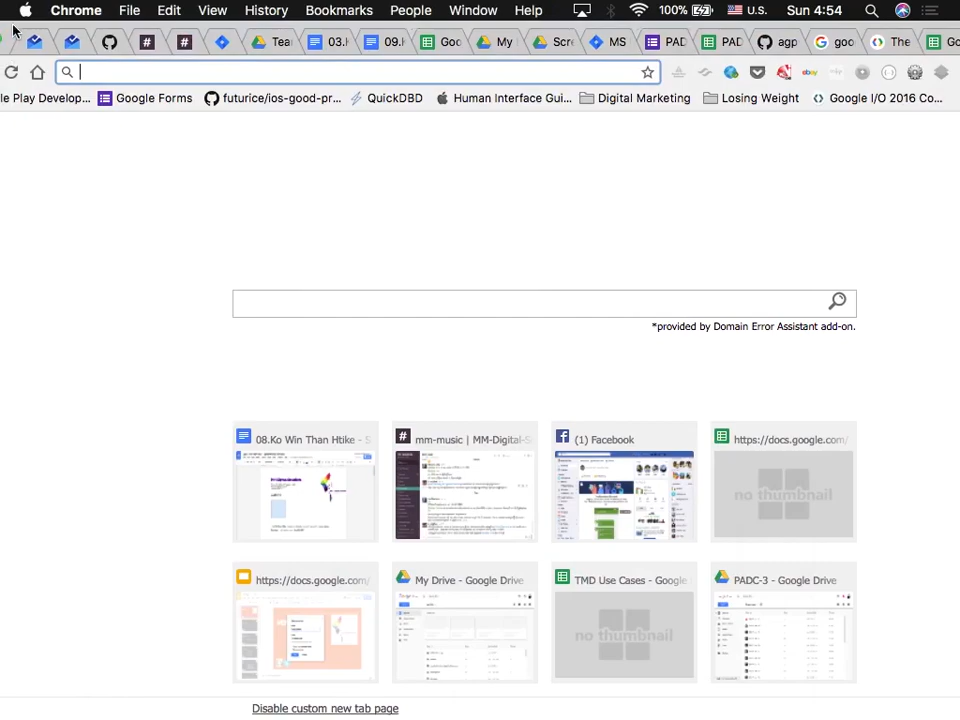 Chrome File Edit View History Bookmarks People Window Help 100% U.S. Sun 4:54
# # Tea 03.I 09.I Goo My Scr MS PAD PAD agp goo The Go
le Play Develop... Google Forms futurice/ios-good-pr... QuickDBD Human Interface Gui... Digital Marketing Losing Weight Google I/O 2016 Co...
*provided by Domain Error Assistant add-on.
08.Ko Win Than Htike - S # mm-music | MM-Digital-S (1) Facebook https://docs.google.com/
no thumbnail
https://docs.google.com/ My Drive - Google Drive TMD Use Cases - Google PADC-3 - Google Drive
no thumbnail
Disable custom new tab page